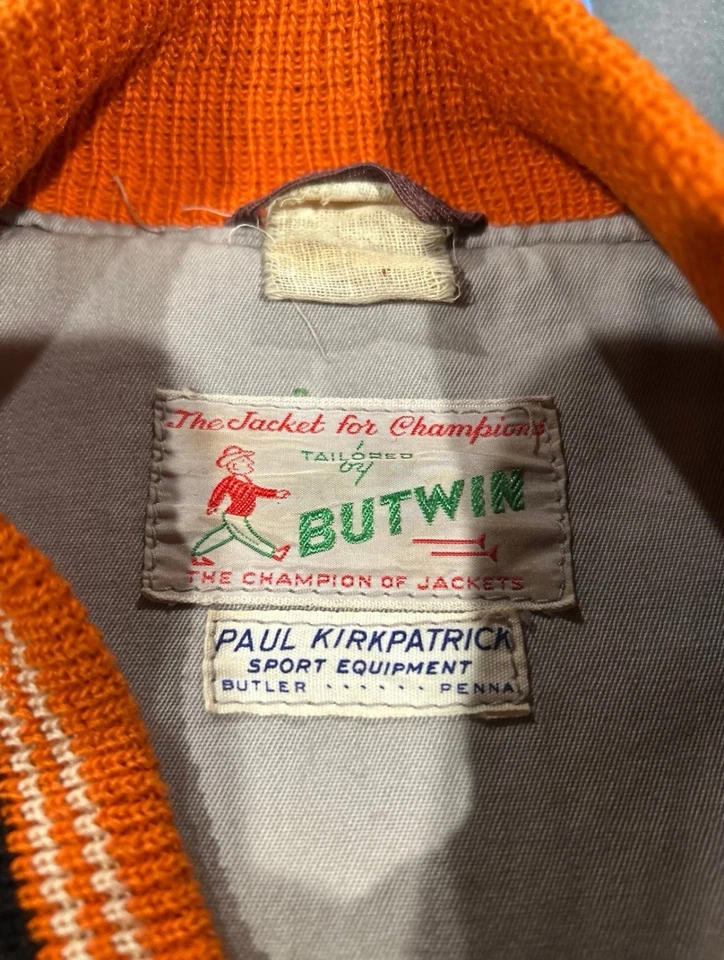 The Jacket for Champions
TAILORED
by
BUTWIN
THE CHAMPION OF JACKETS
PAUL KIRKPATRICK
SPORT EQUIPMENT
BUTLER ...... PENNA.